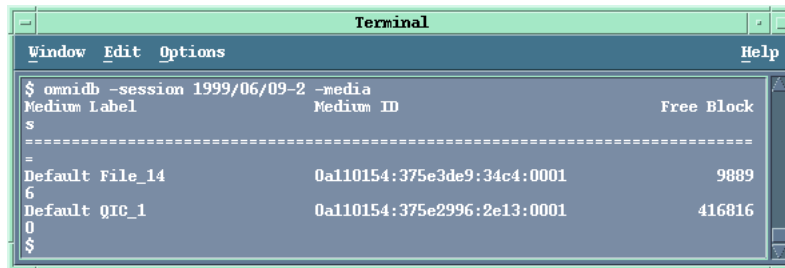 Terminal
Window Edit Options Help
$ omnidb -session 1999/06/09-2 -media
Medium Label Medium ID Free Block
s
==============================================================================
=
Default File_14 0a110154:375e3de9:34c4:0001 9889
6
Default QIC_1 0a110154:375e2996:2e13:0001 416816
0
$